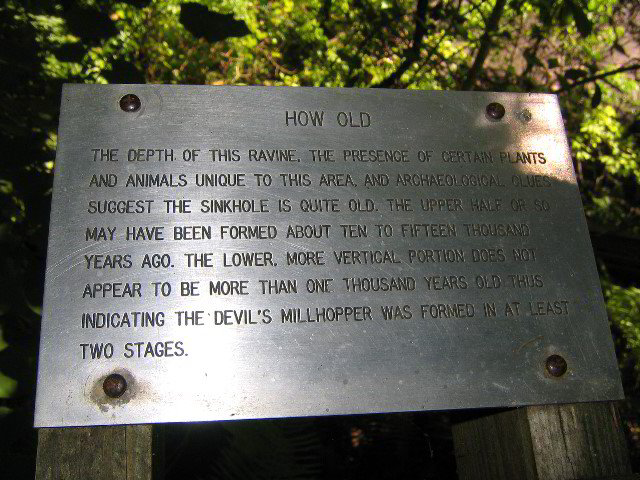 HOW OLD
THE DEPTH OF THIS RAVINE, THE PRESENCE OF CERTAIN PLANTS
AND ANIMALS UNIQUE TO THIS AREA, AND ARCHAEOLOGICAL CLUES
SUGGEST THE SINKHOLE IS QUITE OLD. THE UPPER HALF OR SO
MAY HAVE BEEN FORMED ABOUT TEN TO FIFTEEN THOUSAND
YEARS AGO. THE LOWER, MORE VERTICAL PORTION DOES NOT
APPEAR TO BE MORE THAN ONE THOUSAND YEARS OLD THUS
INDICATING THE DEVIL'S MILLHOPPER WAS FORMED IN AT LEAST
TWO STAGES.